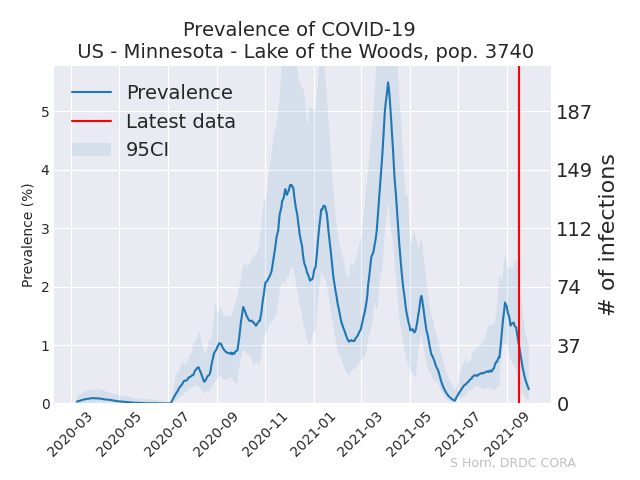 Prevalence of COVID-19
US - Minnesota - Lake of the Woods, pop. 3740
Prevalence
Latest data
95CI
Prevalence (%)
5
4
3
2
1
0
187
149
112
74
37
0
# of infections
2020-03
2020-05
2020-07
2020-09
2020-11
2021-01
2021-03
2021-05
2021-07
2021-09
S Horn, DRDC CORA